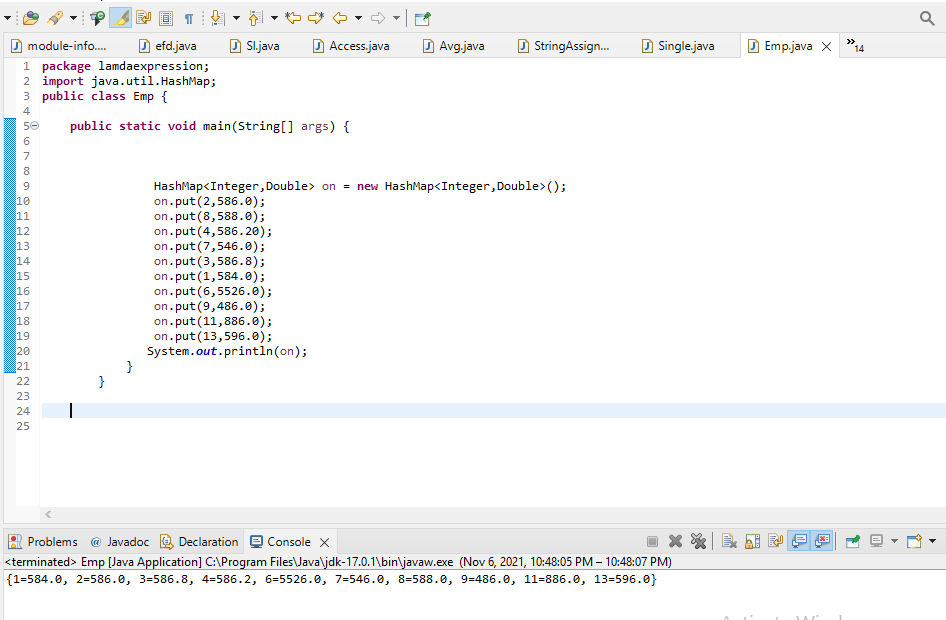 module-info....
efd.java
SI.java
Access.java
Avg.java
StringAssign...
Single.java
Emp.java
14
1 package lamdaexpression;
2 import java.util.HashMap;
3 public class Emp {
4
5 public static void main(String[] args) {
6
7
8
9 HashMap<Integer,Double> on = new HashMap<Integer,Double>();
10 on.put(2,586.0);
11 on.put(8,588.0);
12 on.put(4,586.20);
13 on.put(7,546.0);
14 on.put(3,586.8);
15 on.put(1,584.0);
16 on.put(6,5526.0);
17 on.put(9,486.0);
18 on.put(11,886.0);
19 on.put(13,596.0);
20 System.out.println(on);
21 }
22 }
23
24
25
Problems @ Javadoc Declaration Console
<terminated> Emp [Java Application] C:\Program Files\Java\jdk-17.0.1\bin\javaw.exe (Nov 6, 2021, 10:48:05 PM – 10:48:07 PM)
{1=584.0, 2=586.0, 3=586.8, 4=586.2, 6=5526.0, 7=546.0, 8=588.0, 9=486.0, 11=886.0, 13=596.0}